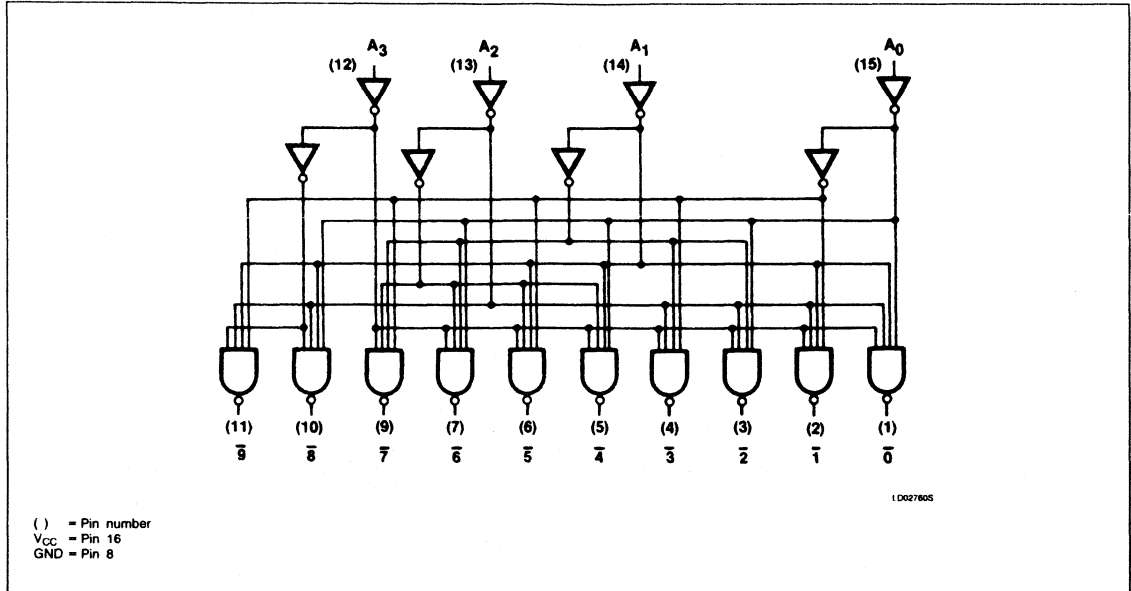 A3 A2 A1 A0
(12) (13) (14) (15)
(11) (10) (9) (7) (6) (5) (4) (3) (2) (1)
9̅ 8̅ 7̅ 6̅ 5̅ 4̅ 3̅ 2̅ 1̅ 0̅
LD02760S
( ) = Pin number
VCC = Pin 16
GND = Pin 8